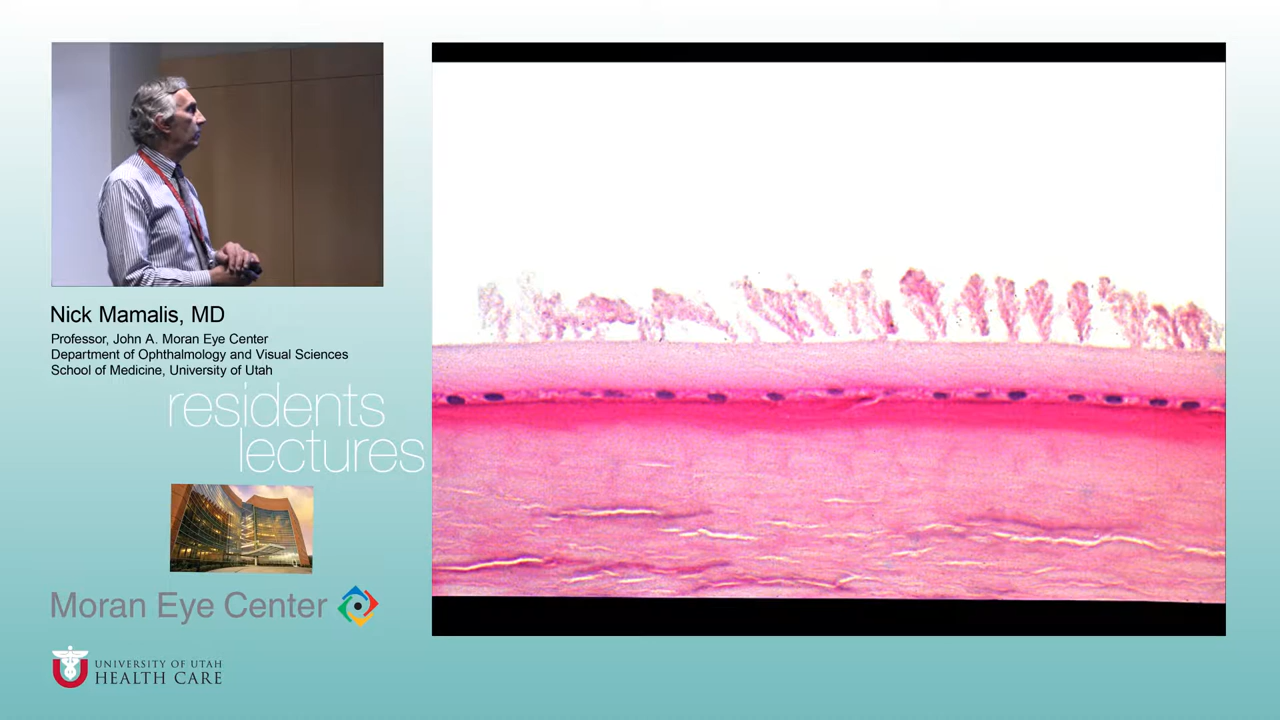 Nick Mamalis, MD
Professor, John A. Moran Eye Center
Department of Ophthalmology and Visual Sciences
School of Medicine, University of Utah
residents
lectures
Moran Eye Center
UNIVERSITY OF UTAH
HEALTH CARE